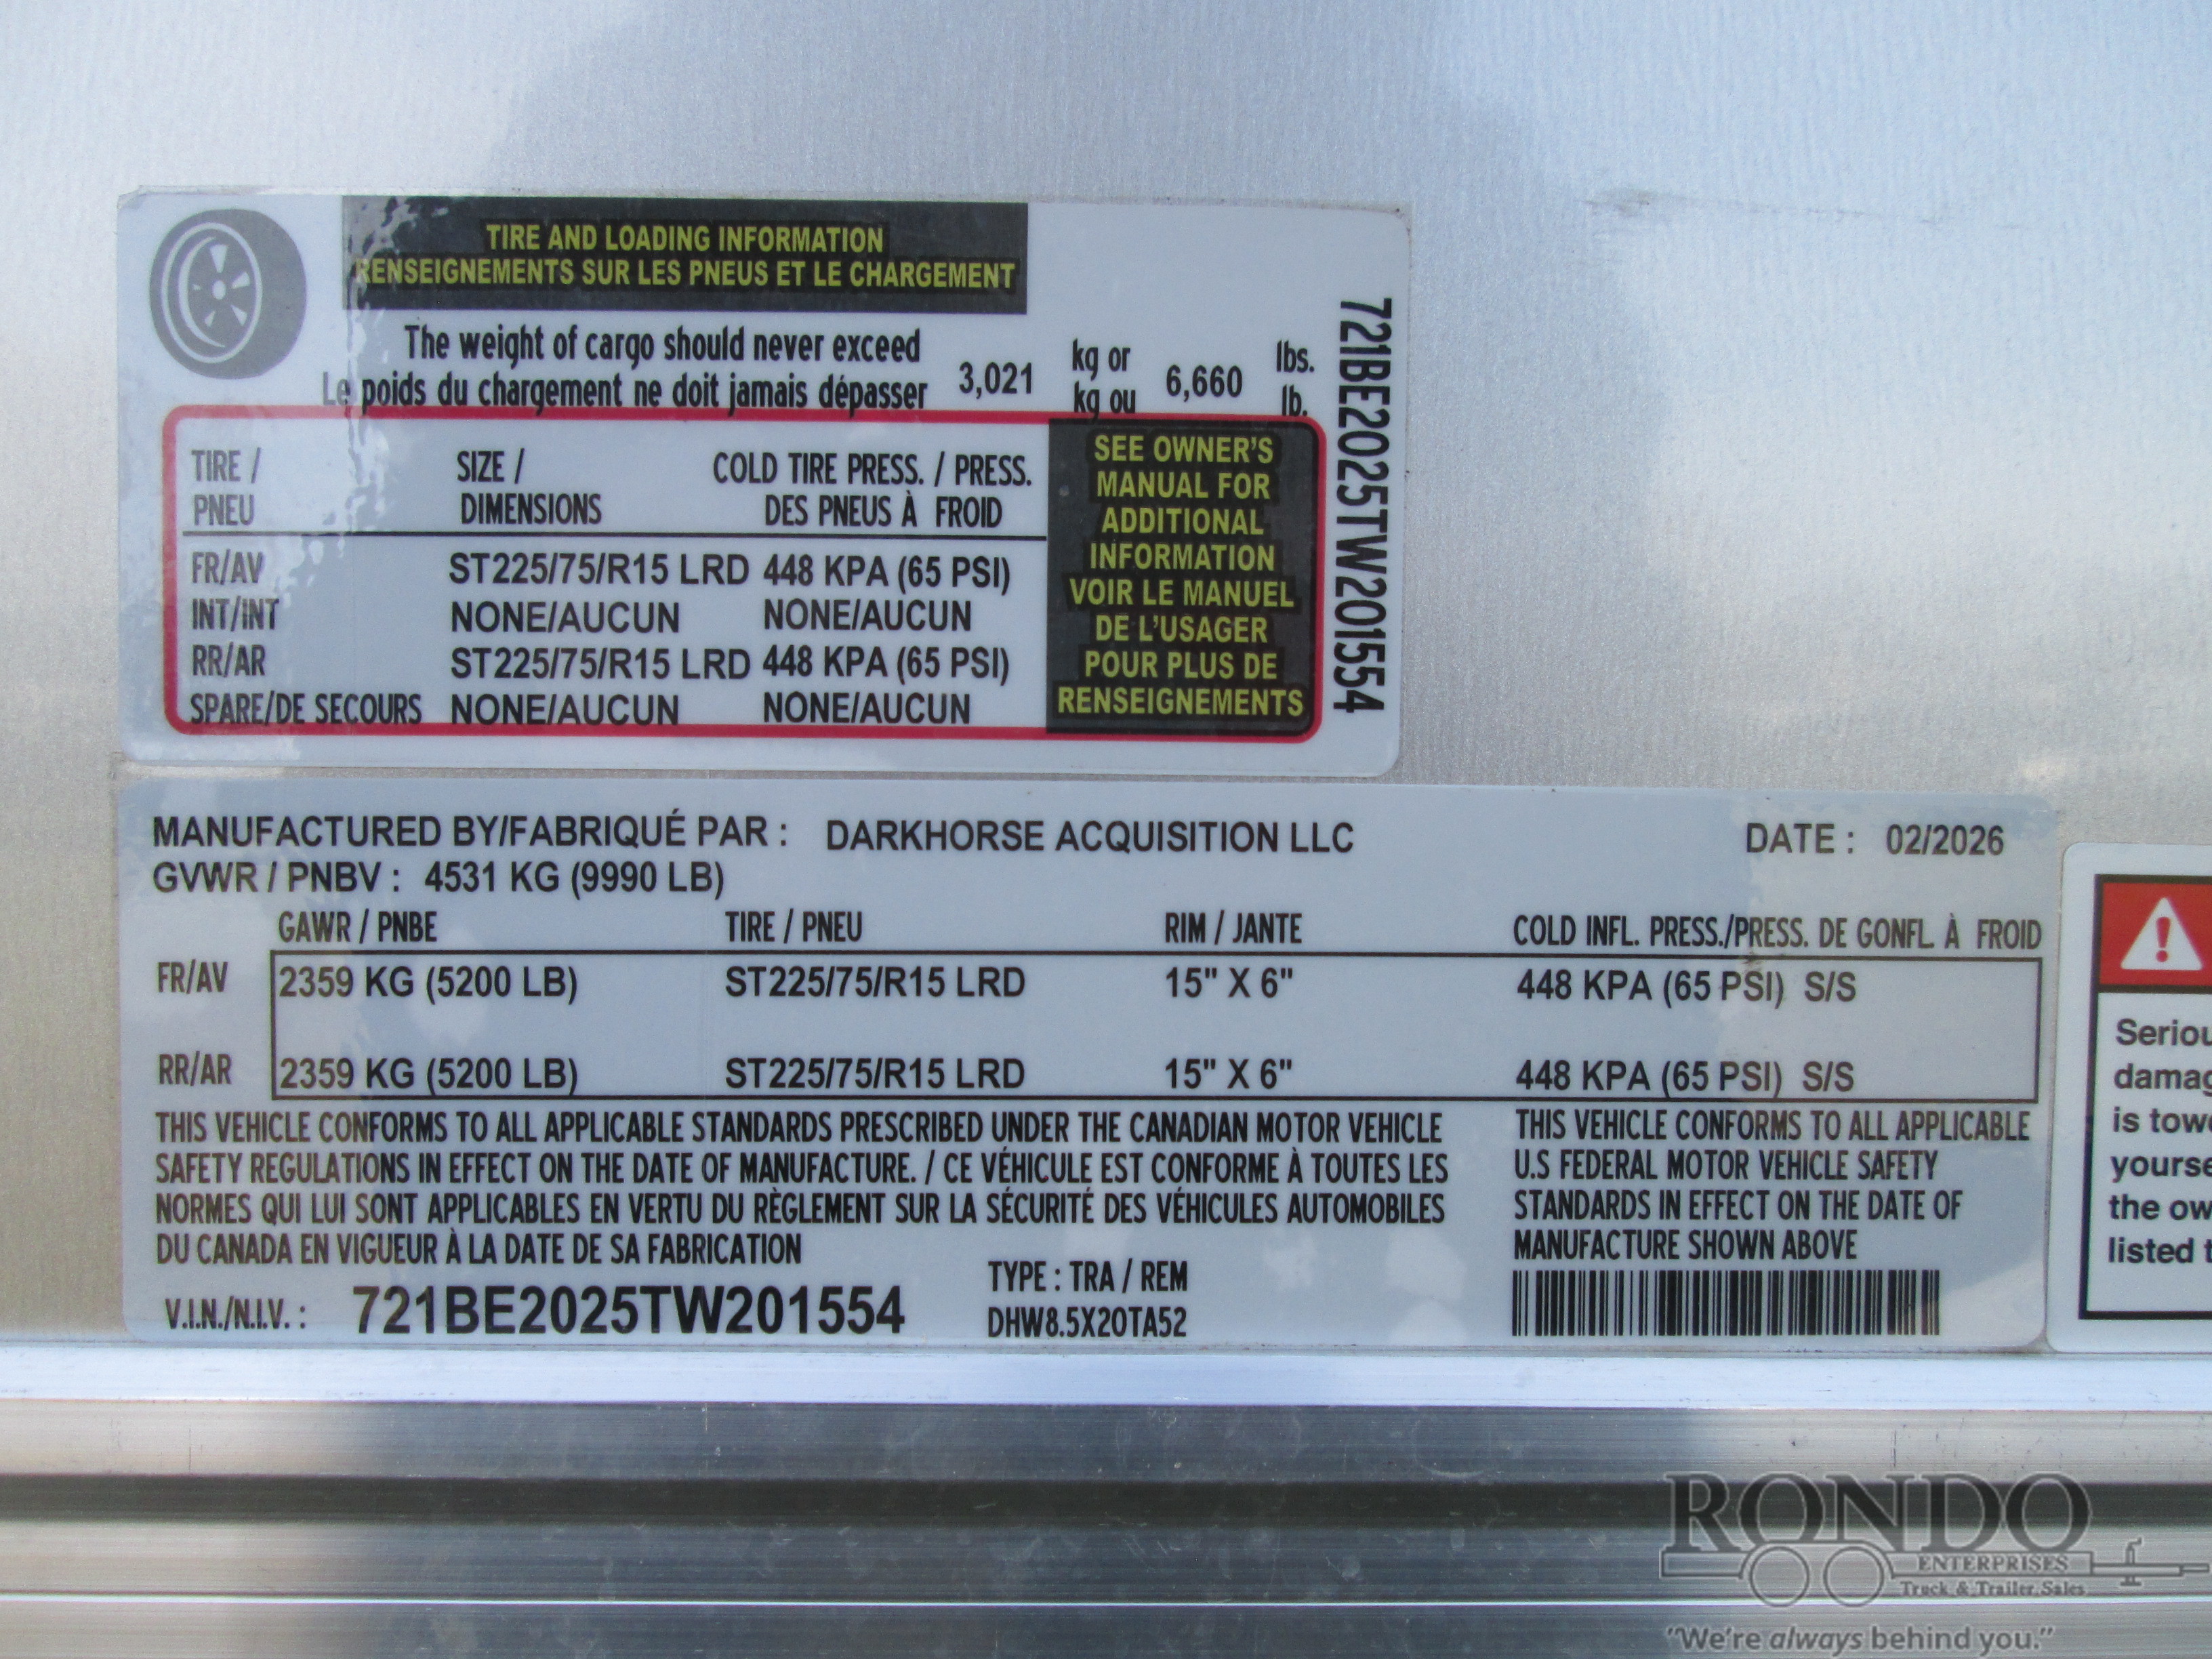 TIRE AND LOADING INFORMATION
RENSEIGNEMENTS SUR LES PNEUS ET LE CHARGEMENT
The weight of cargo should never exceed 3,021 kg or 6,660 lbs.
Le poids du chargement ne doit jamais dépasser kg ou lb.
TIRE / SIZE / COLD TIRE PRESS. / PRESS.
PNEU DIMENSIONS DES PNEUS À FROID
FR/AV ST225/75/R15 LRD 448 KPA (65 PSI)
INT/INT NONE/AUCUN NONE/AUCUN
RR/AR ST225/75/R15 LRD 448 KPA (65 PSI)
SPARE/DE SECOURS NONE/AUCUN NONE/AUCUN
SEE OWNER'S
MANUAL FOR
ADDITIONAL
INFORMATION
VOIR LE MANUEL
DE L'USAGER
POUR PLUS DE
RENSEIGNEMENTS
721BE2025TW201554
MANUFACTURED BY/FABRIQUÉ PAR : DARKHORSE ACQUISITION LLC DATE : 02/2026
GVWR / PNBV : 4531 KG (9990 LB)
GAWR / PNBE TIRE / PNEU RIM / JANTE COLD INFL. PRESS./PRESS. DE GONFL. À FROID
FR/AV 2359 KG (5200 LB) ST225/75/R15 LRD 15" X 6" 448 KPA (65 PSI) S/S
RR/AR 2359 KG (5200 LB) ST225/75/R15 LRD 15" X 6" 448 KPA (65 PSI) S/S
THIS VEHICLE CONFORMS TO ALL APPLICABLE STANDARDS PRESCRIBED UNDER THE CANADIAN MOTOR VEHICLE
SAFETY REGULATIONS IN EFFECT ON THE DATE OF MANUFACTURE. / CE VÉHICULE EST CONFORME À TOUTES LES
NORMES QUI LUI SONT APPLICABLES EN VERTU DU RÈGLEMENT SUR LA SÉCURITÉ DES VÉHICULES AUTOMOBILES
DU CANADA EN VIGUEUR À LA DATE DE SA FABRICATION
THIS VEHICLE CONFORMS TO ALL APPLICABLE
U.S FEDERAL MOTOR VEHICLE SAFETY
STANDARDS IN EFFECT ON THE DATE OF
MANUFACTURE SHOWN ABOVE
V.I.N./N.I.V. : 721BE2025TW201554
TYPE : TRA / REM
DHW8.5X20TA52
is
the
listed
RONDO
ENTERPRISES
Truck & Trailer Sales
"We're always behind you."